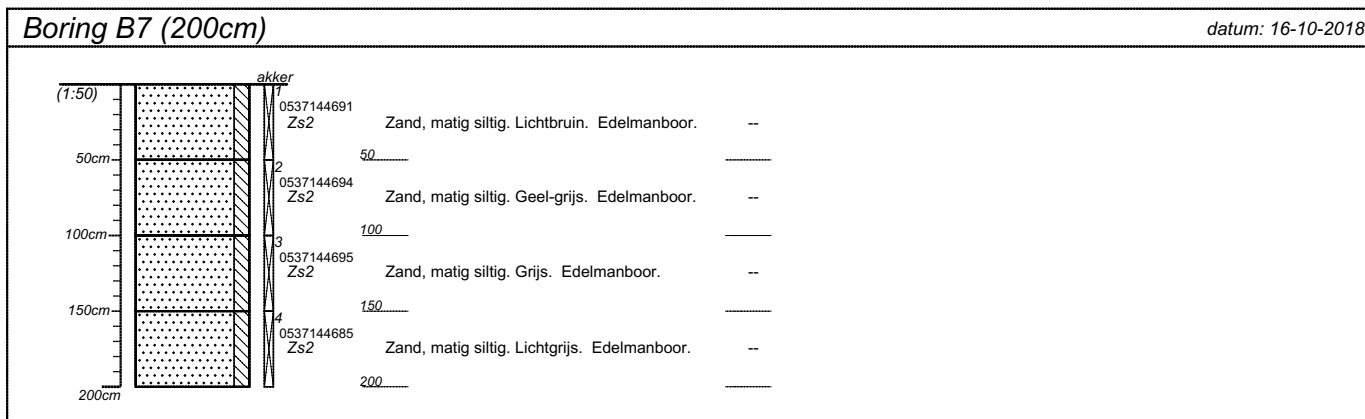 Boring B7 (200cm) datum: 16-10-2018
akker
(1:50) 1
0537144691
Zs2 Zand, matig siltig. Lichtbruin. Edelmanboor. --
50cm 50
2
0537144694
Zs2 Zand, matig siltig. Geel-grijs. Edelmanboor. --
100cm 100
3
0537144695
Zs2 Zand, matig siltig. Grijs. Edelmanboor. --
150cm 150
4
0537144685
Zs2 Zand, matig siltig. Lichtgrijs. Edelmanboor. --
200
200cm